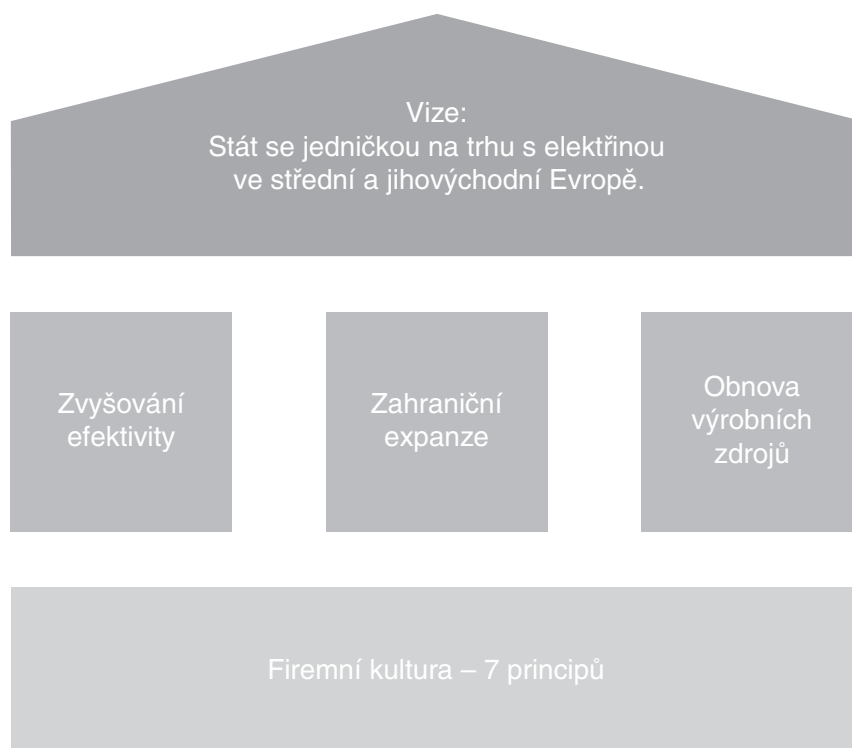 Vize:
Stát se jedničkou na trhu s elektřinou
ve střední a jihovýchodní Evropě.
Zvyšování
efektivity
Zahraniční
expanze
Obnova
výrobních
zdrojů
Firemní kultura – 7 principů